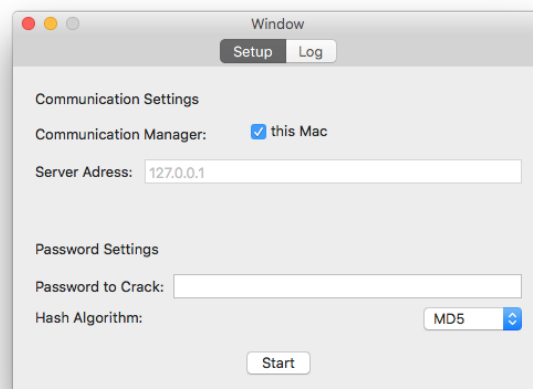 Window
Setup Log
Communication Settings
Communication Manager: this Mac
Server Adress: 127.0.0.1
Password Settings
Password to Crack:
Hash Algorithm: MD5
Start